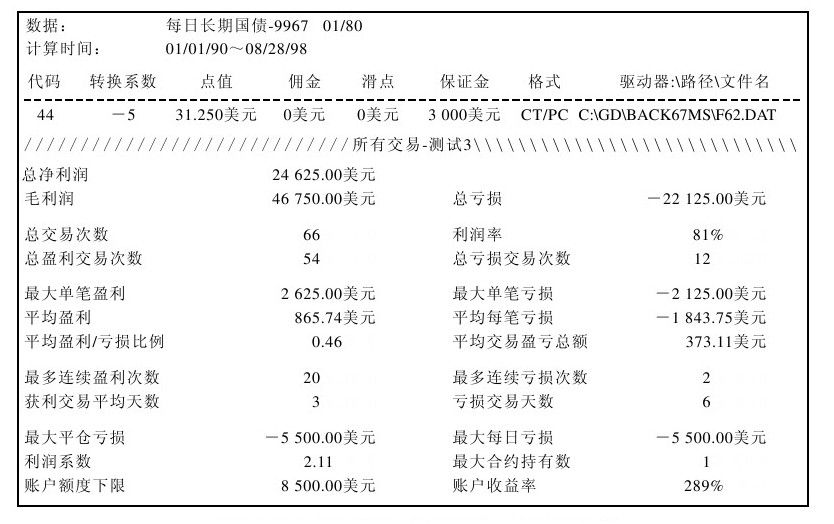 数据： 每日长期国债-9967 01/80
计算时间： 01/01/90～08/28/98
代码 转换系数 点值 佣金 滑点 保证金 格式 驱动器:\路径\文件名
44 －5 31.250美元 0美元 0美元 3 000美元 CT/PC C:\GD\BACK67MS\F62.DAT
/////////////////////////////所有交易-测试3\\\\\\\\\\\\\\\\\\\\\\\\\\\\\
总净利润 24 625.00美元
毛利润 46 750.00美元 总亏损 －22 125.00美元
总交易次数 66 利润率 81%
总盈利交易次数 54 总亏损交易次数 12
最大单笔盈利 2 625.00美元 最大单笔亏损 －2 125.00美元
平均盈利 865.74美元 平均每笔亏损 －1 843.75美元
平均盈利/亏损比例 0.46 平均交易盈亏总额 373.11美元
最多连续盈利次数 20 最多连续亏损次数 2
获利交易平均天数 3 亏损交易天数 6
最大平仓亏损 －5 500.00美元 最大每日亏损 －5 500.00美元
利润系数 2.11 最大合约持有数 1
账户额度下限 8 500.00美元 账户收益率 289%